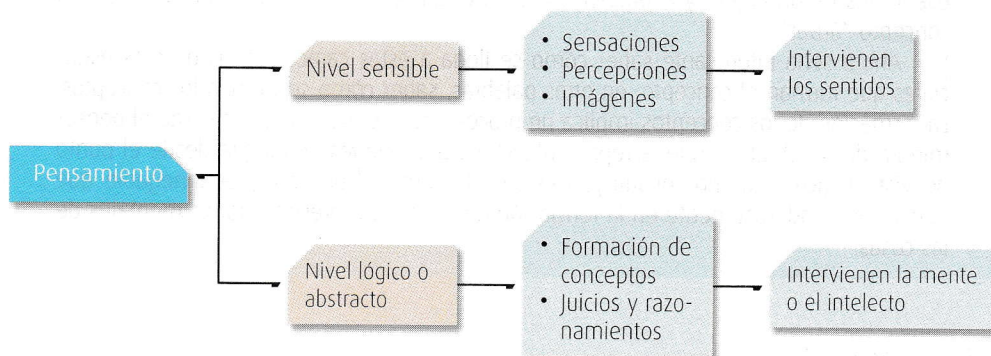 Pensamiento
Nivel sensible
• Sensaciones
• Percepciones
• Imágenes
Intervienen
los sentidos
Nivel lógico o
abstracto
• Formación de
conceptos
• Juicios y razo-
namientos
Intervienen la mente
o el intelecto